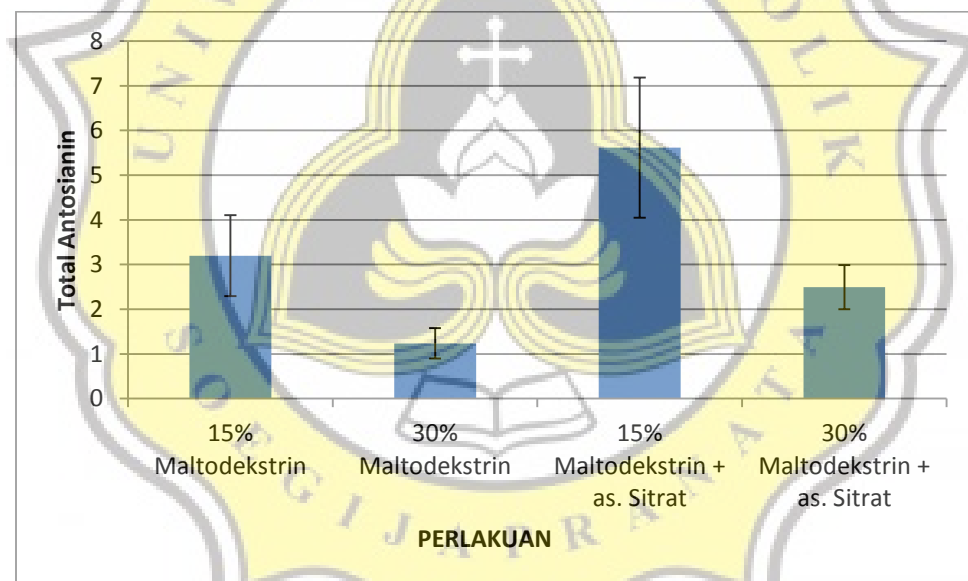 8
7
6
5
4
3
2
1
0
Total Antosianin
15%
Maltodekstrin
30%
Maltodekstrin
15%
Maltodekstrin +
as. Sitrat
30%
Maltodekstrin +
as. Sitrat
PERLAKUAN
SOEGIJAPRANATA